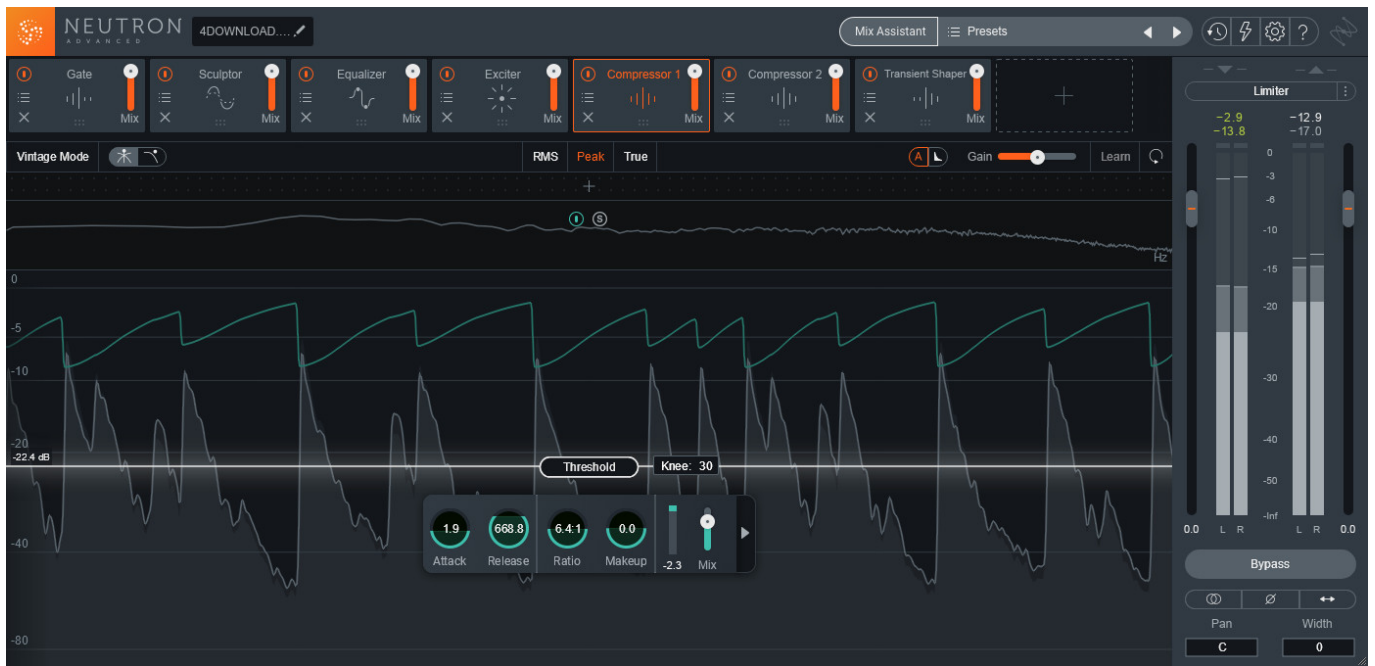 NEUTRON
ADVANCED
4DOWNLOAD....
Mix Assistant
Presets
?
Gate
Mix
Sculptor
Mix
Equalizer
Mix
Exciter
Mix
Compressor 1
Mix
Compressor 2
Mix
Transient Shaper
Mix
Limiter
-2.9
-13.8
-12.9
-17.0
Vintage Mode
RMS
Peak
True
A
Gain
Learn
S
Hz
0
-5
-10
-20
-22.4 dB
-40
-80
Threshold
Knee: 30
1.9
668.8
6.4:1
0.0
Attack
Release
Ratio
Makeup
-2.3
Mix
0
-3
-6
-10
-15
-20
-30
-40
-50
-Inf
0.0
L R
L R
0.0
Bypass
Pan
Width
C
0